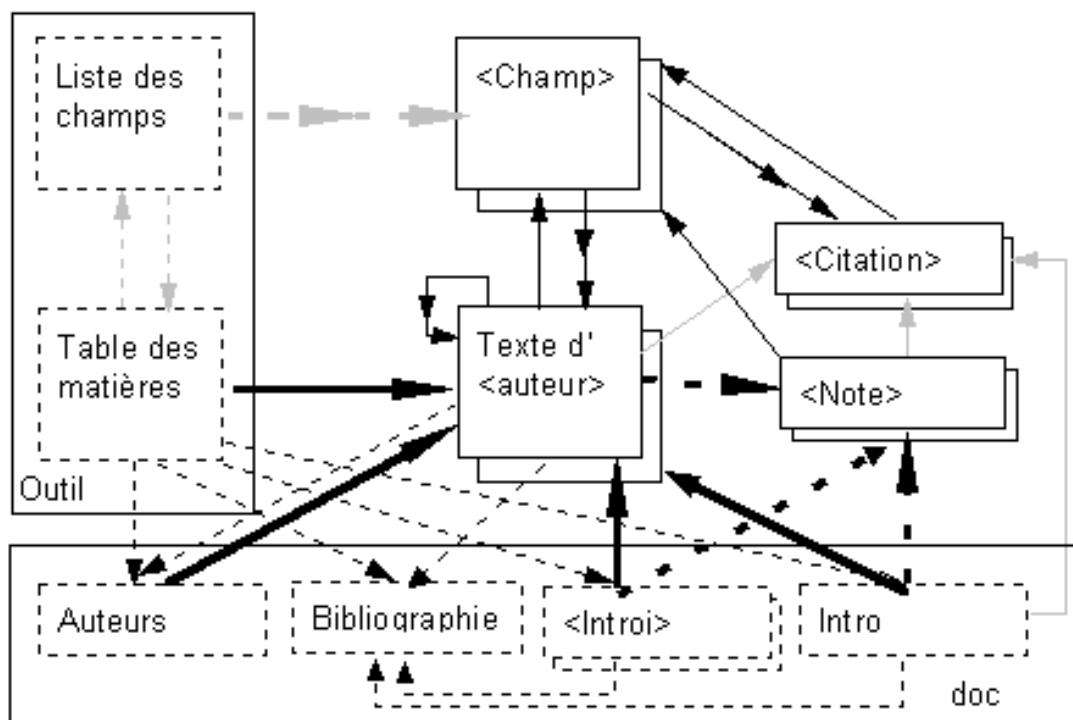 Liste des
champs
<Champ>
<Citation>
Table des
matières
Texte d'
<auteur>
<Note>
Outil
Auteurs
Bibliographie
<Introi>
Intro
doc